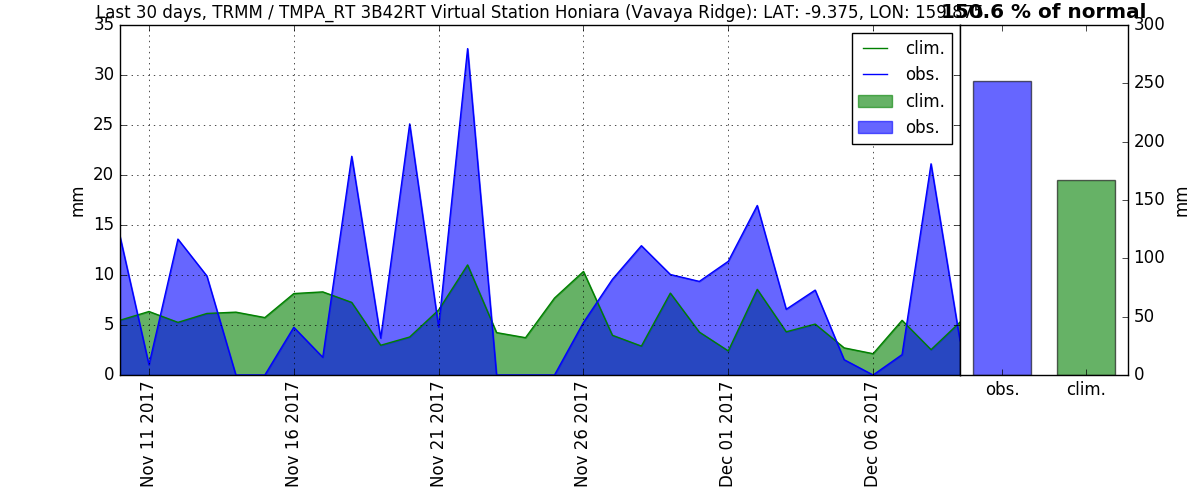 Last 30 days, TRMM / TMPA_RT 3B42RT Virtual Station Honiara (Vavaya Ridge): LAT: -9.375, LON:
150.6 % of normal
35
30
25
20
15
10
5
0
mm
clim.
obs.
clim.
obs.
Nov 11 2017
Nov 16 2017
Nov 21 2017
Nov 26 2017
Dec 01 2017
Dec 06 2017
300
250
200
150
100
50
0
mm
obs.
clim.